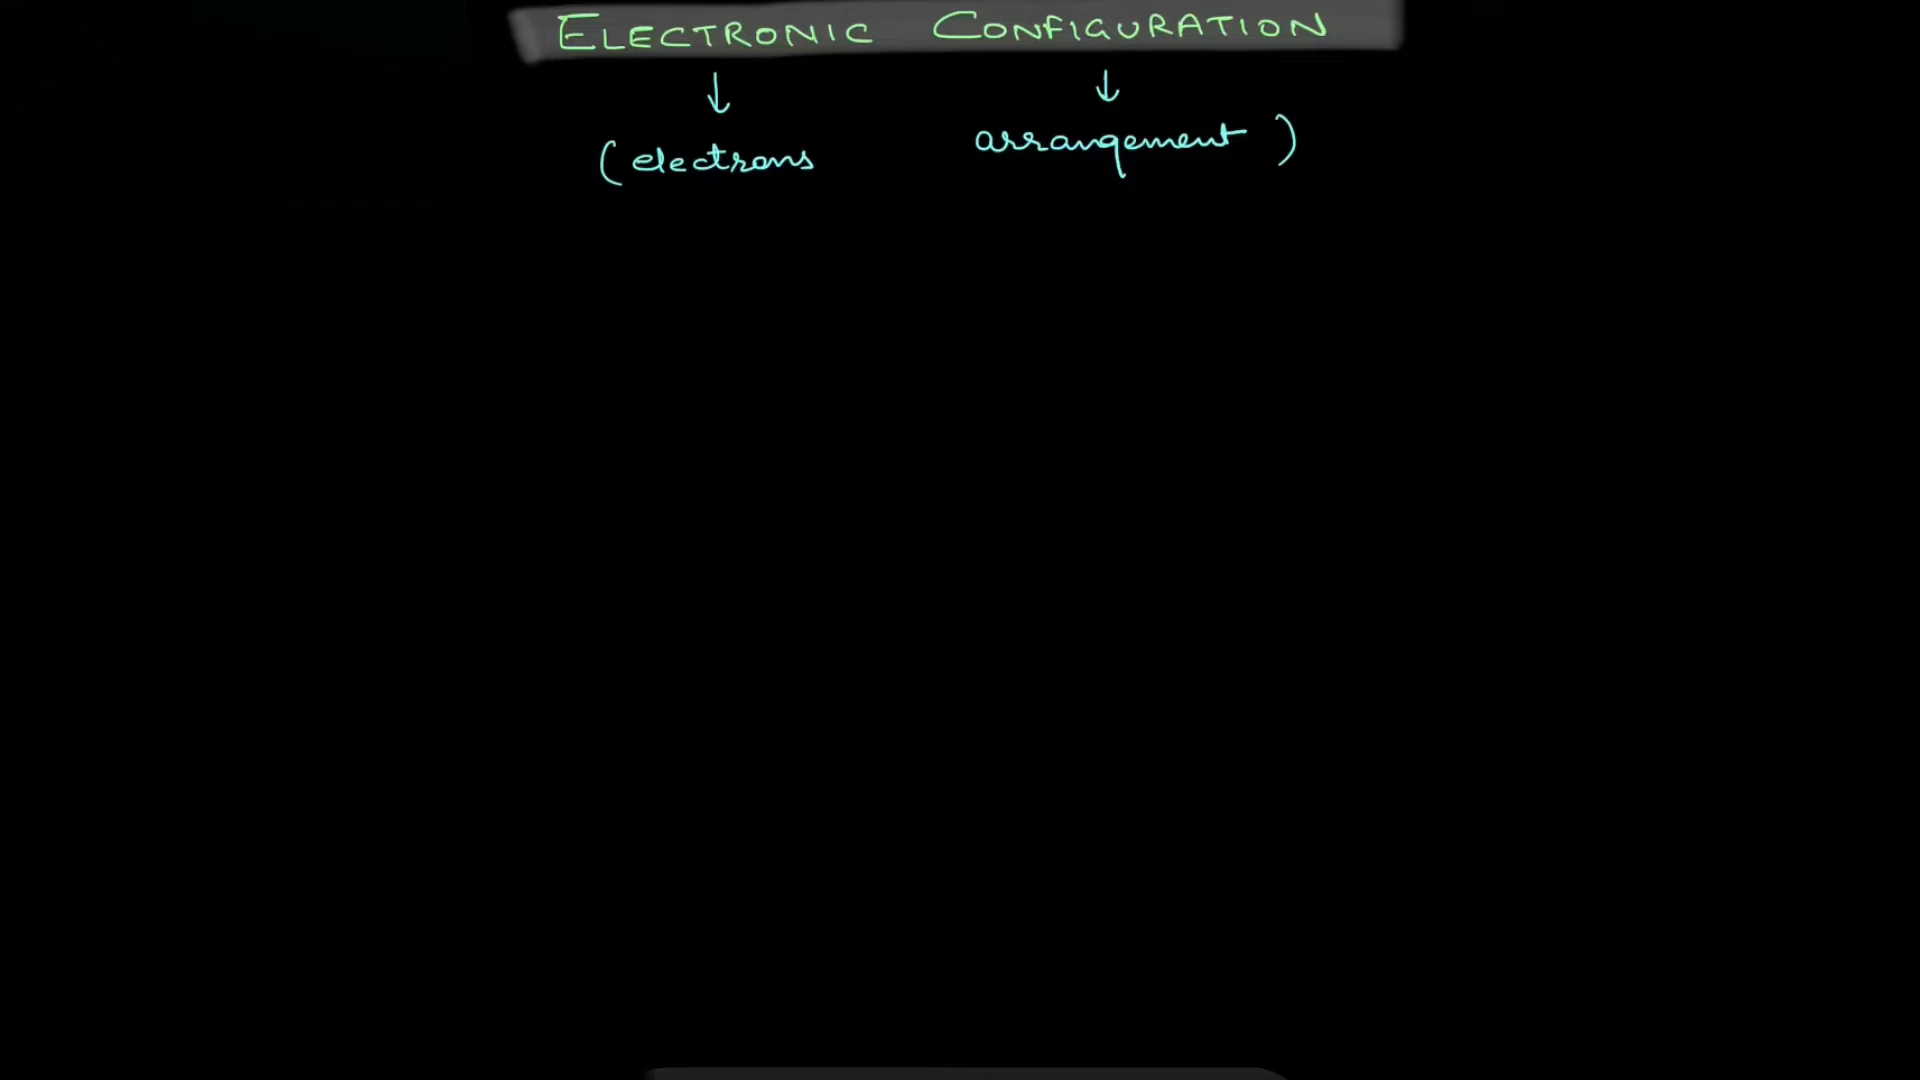 ELECTRONIC CONFIGURATION
↓ ↓
(electrons arrangement)